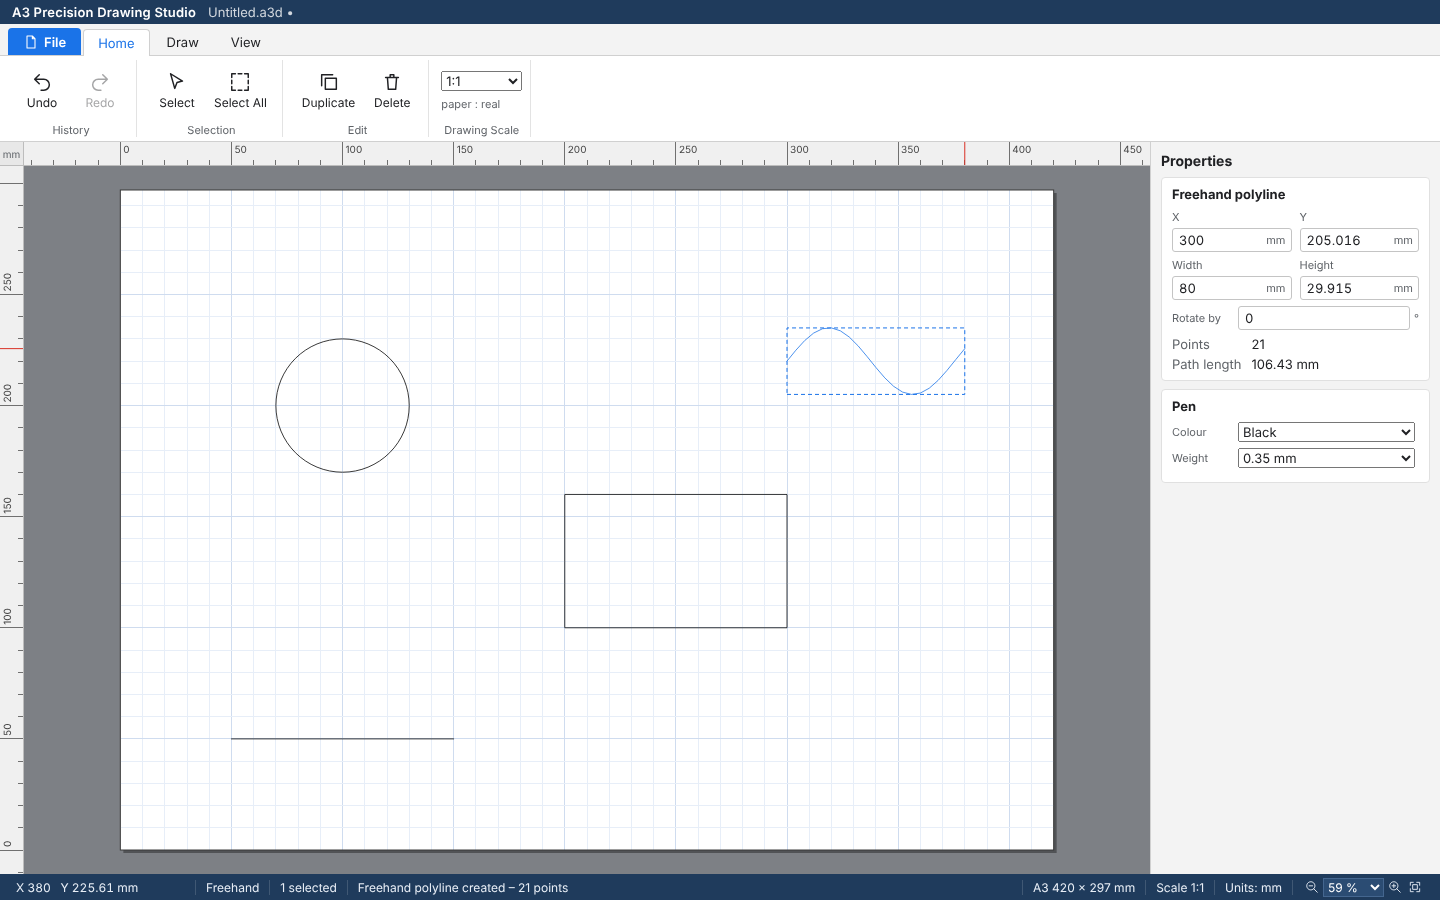 A3 Precision Drawing Studio Untitled.a3d •
File Home Draw View
Undo Redo Select Select All Duplicate Delete 1:1
paper : real
History Selection Edit Drawing Scale
mm 0 50 100 150 200 250 300 350 400 450
250
200
150
100
50
0
Properties
Freehand polyline
X Y
300 mm 205.016 mm
Width Height
80 mm 29.915 mm
Rotate by 0 °
Points 21
Path length 106.43 mm
Pen
Colour Black
Weight 0.35 mm
X 380 Y 225.61 mm Freehand 1 selected Freehand polyline created – 21 points A3 420 × 297 mm Scale 1:1 Units: mm 59 %